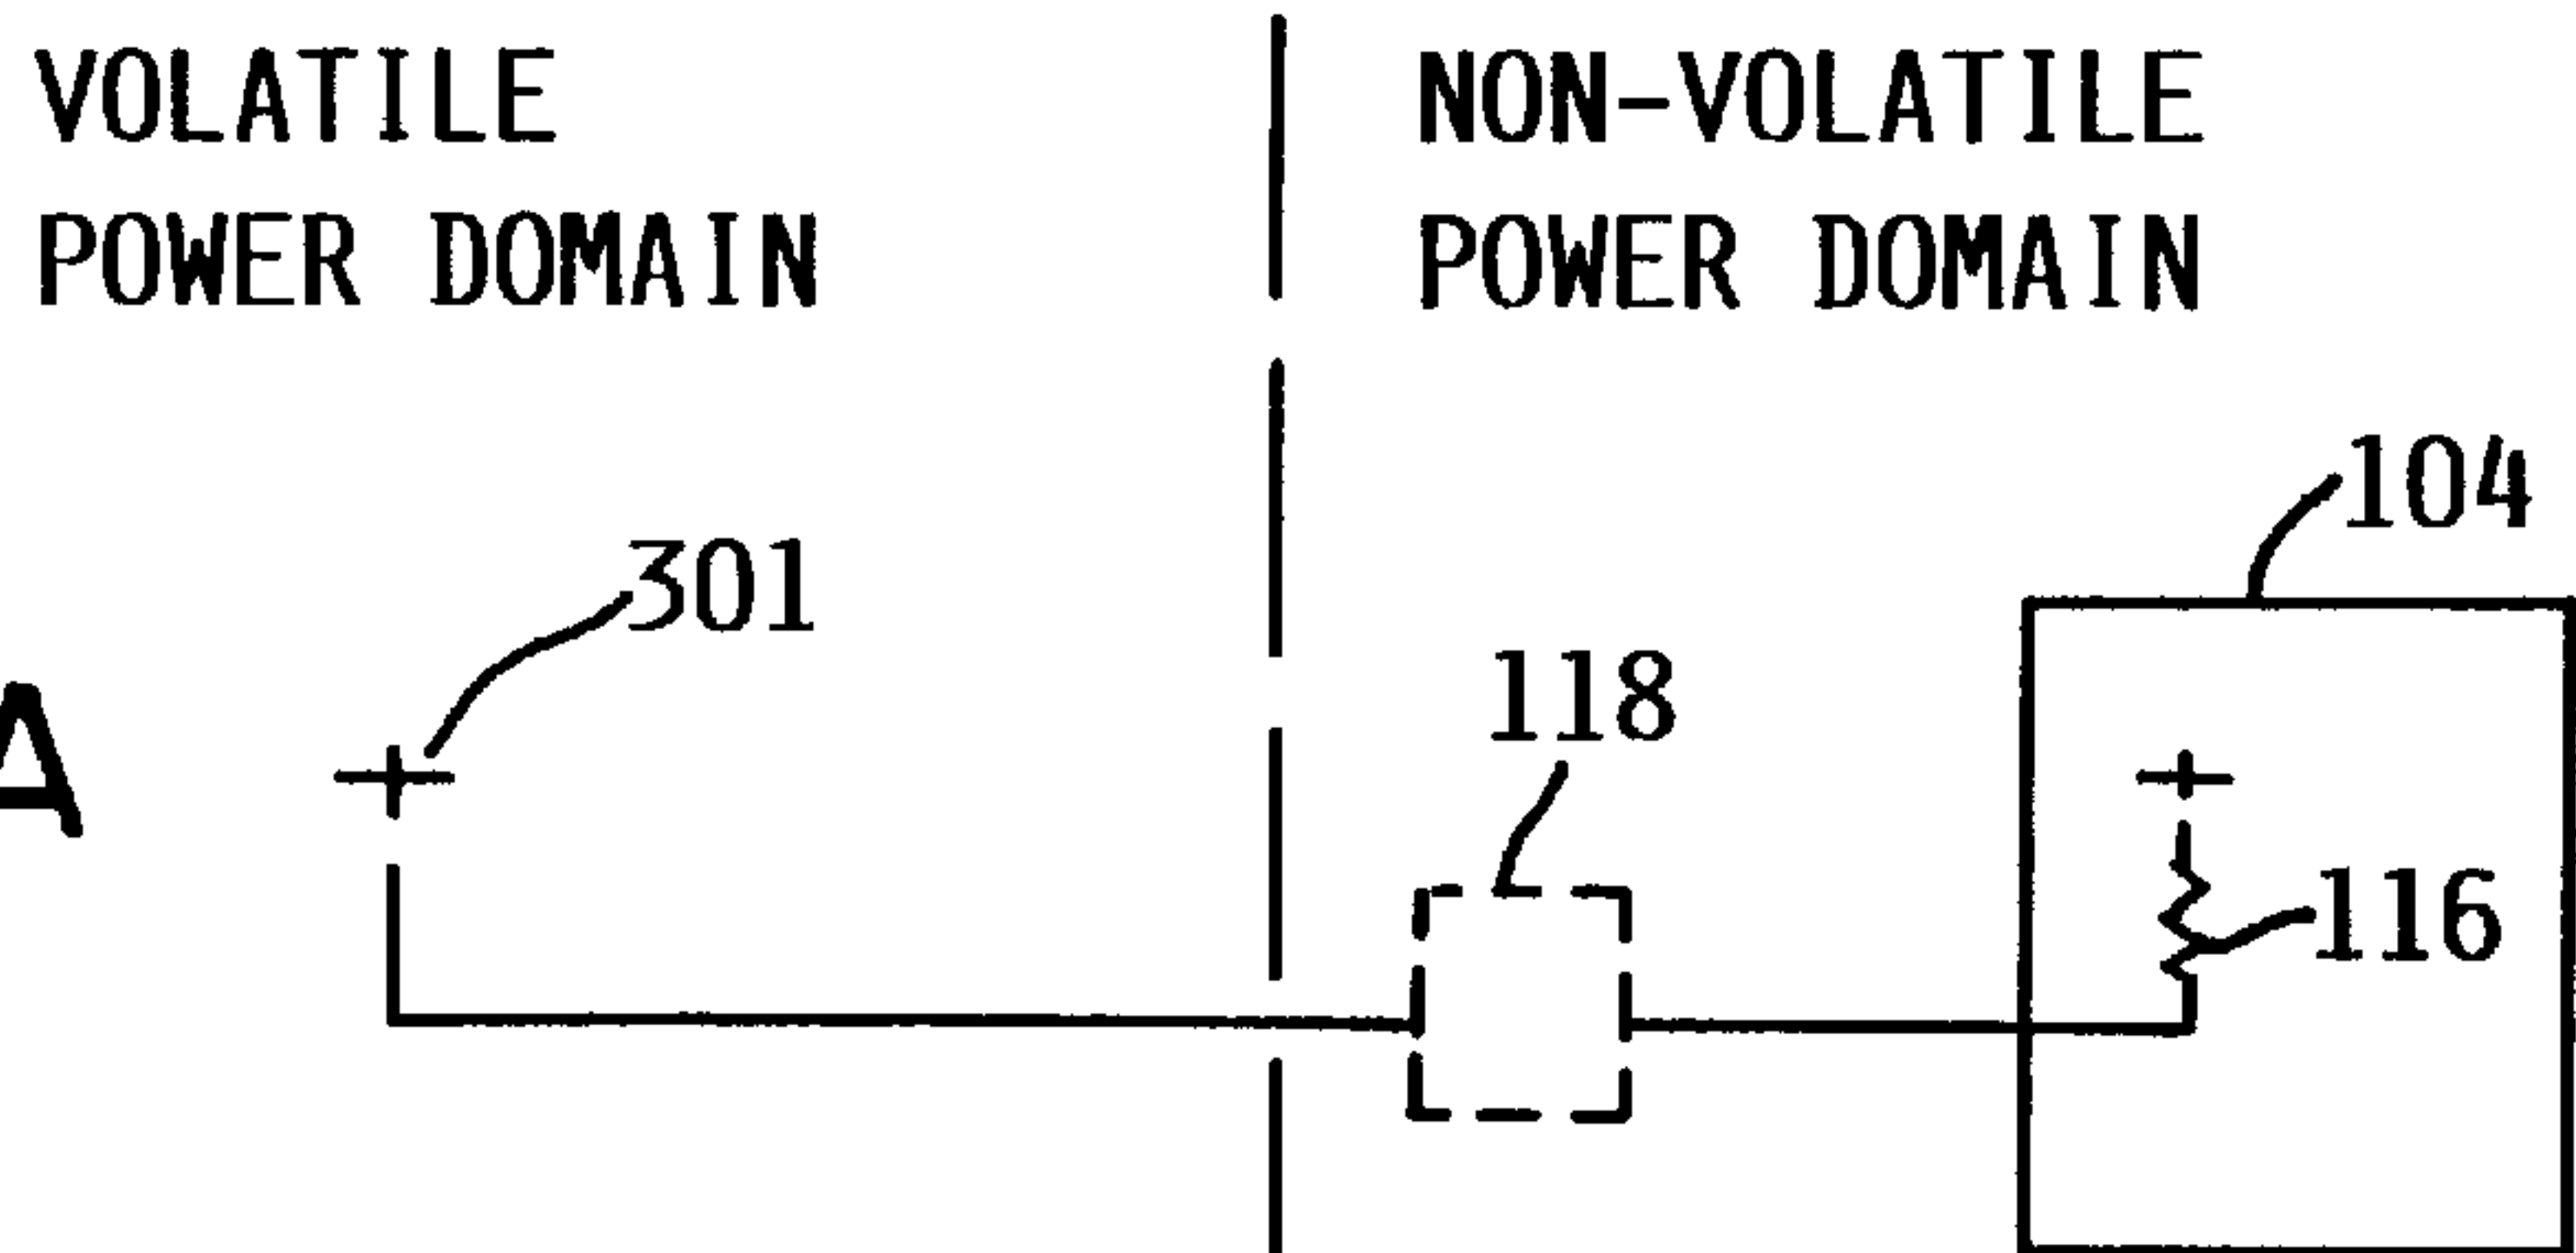 VOLATILE
POWER DOMAIN
NON-VOLATILE
POWER DOMAIN
104
301
118
A
116